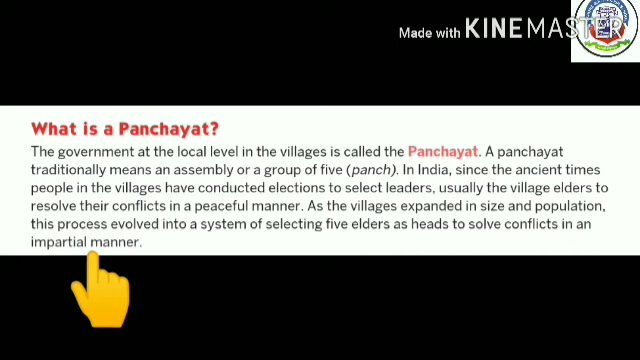 Made with KINEMASTER
What is a Panchayat?
The government at the local level in the villages is called the Panchayat. A panchayat
traditionally means an assembly or a group of five (panch). In India, since the ancient times
people in the villages have conducted elections to select leaders, usually the village elders to
resolve their conflicts in a peaceful manner. As the villages expanded in size and population,
this process evolved into a system of selecting five elders as heads to solve conflicts in an
impartial manner.